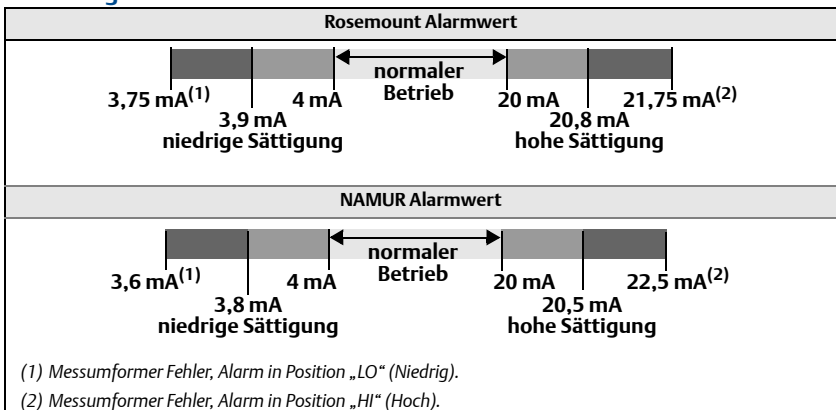 Rosemount Alarmwert
normaler
Betrieb
3,75 mA(1)
4 mA
20 mA
21,75 mA(2)
3,9 mA
20,8 mA
niedrige Sättigung
hohe Sättigung
NAMUR Alarmwert
normaler
Betrieb
3,6 mA(1)
4 mA
20 mA
22,5 mA(2)
3,8 mA
20,5 mA
niedrige Sättigung
hohe Sättigung
(1) Messumformer Fehler, Alarm in Position „LO“ (Niedrig).
(2) Messumformer Fehler, Alarm in Position „HI“ (Hoch).